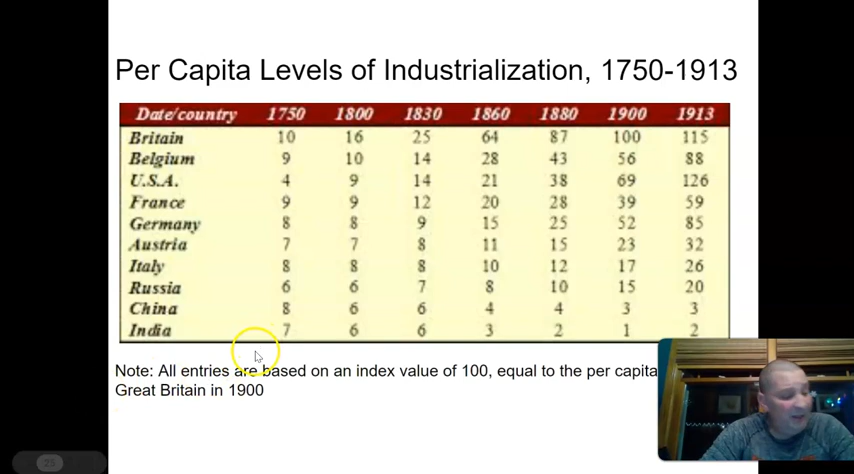 Per Capita Levels of Industrialization, 1750-1913
Date/country 1750 1800 1830 1860 1880 1900 1913
Britain 10 16 25 64 87 100 115
Belgium 9 10 14 28 43 56 88
U.S.A. 4 9 14 21 38 69 126
France 9 9 12 20 28 39 59
Germany 8 8 9 15 25 52 85
Austria 7 7 8 11 15 23 32
Italy 8 8 8 10 12 17 26
Russia 6 6 7 8 10 15 20
China 8 6 6 4 4 3 3
India 7 6 6 3 2 1 2
Note: All entries are based on an index value of 100, equal to the per capita
Great Britain in 1900
25